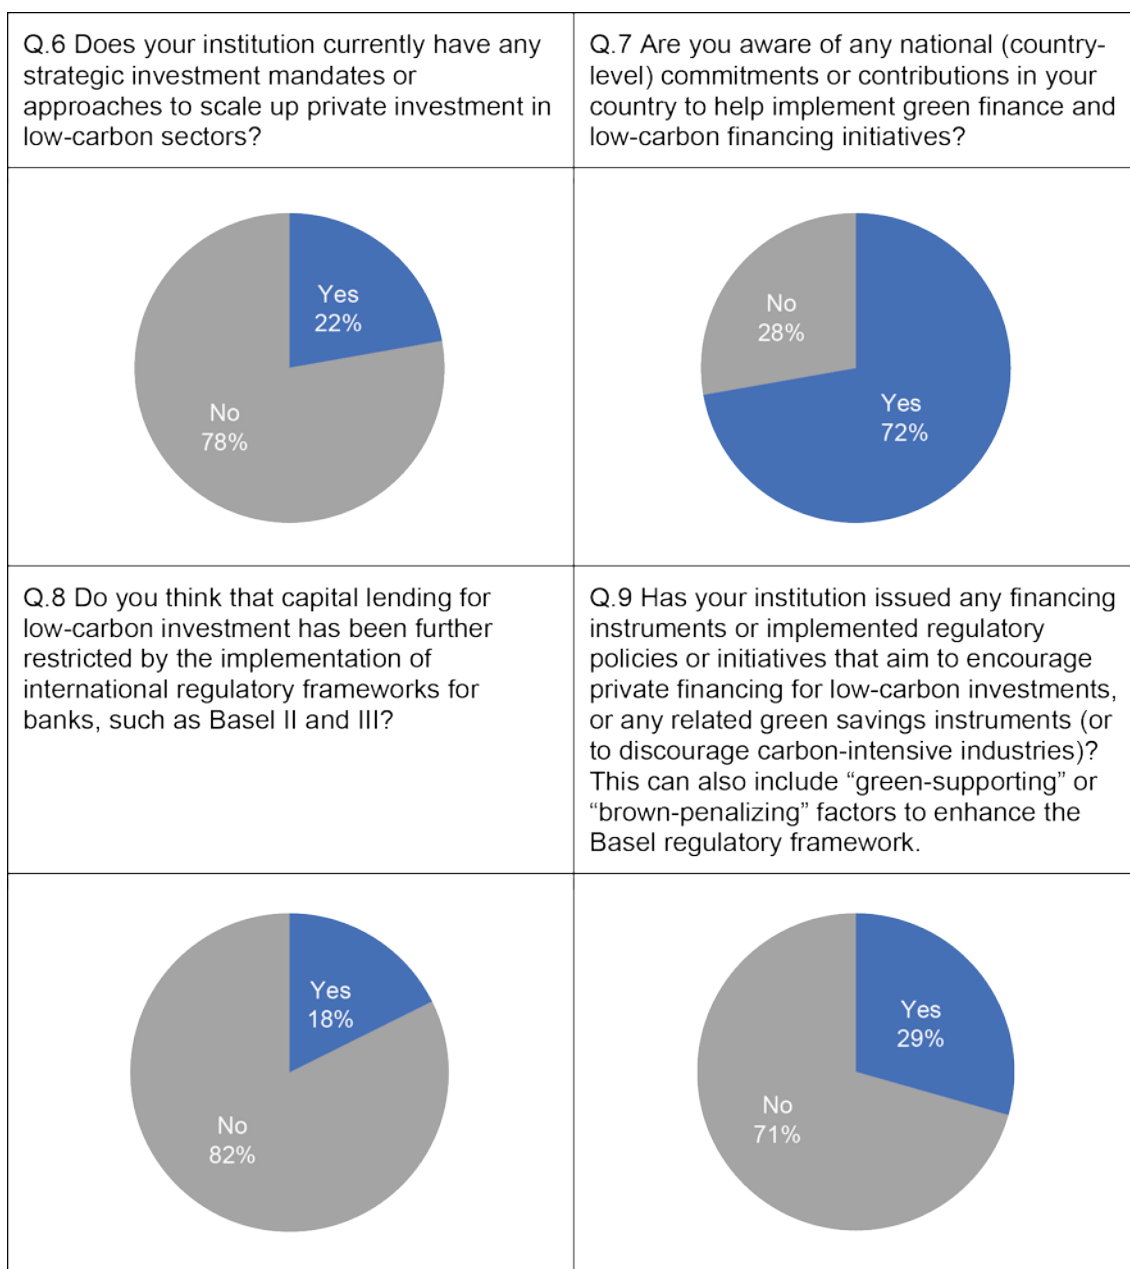 Q.6 Does your institution currently have any
strategic investment mandates or
approaches to scale up private investment in
low-carbon sectors?
Q.7 Are you aware of any national (country-
level) commitments or contributions in your
country to help implement green finance and
low-carbon financing initiatives?
Yes
22%
No
78%
No
28%
Yes
72%
Q.8 Do you think that capital lending for
low-carbon investment has been further
restricted by the implementation of
international regulatory frameworks for
banks, such as Basel II and III?
Q.9 Has your institution issued any financing
instruments or implemented regulatory
policies or initiatives that aim to encourage
private financing for low-carbon investments,
or any related green savings instruments (or
to discourage carbon-intensive industries)?
This can also include “green-supporting” or
“brown-penalizing” factors to enhance the
Basel regulatory framework.
Yes
18%
No
82%
Yes
29%
No
71%